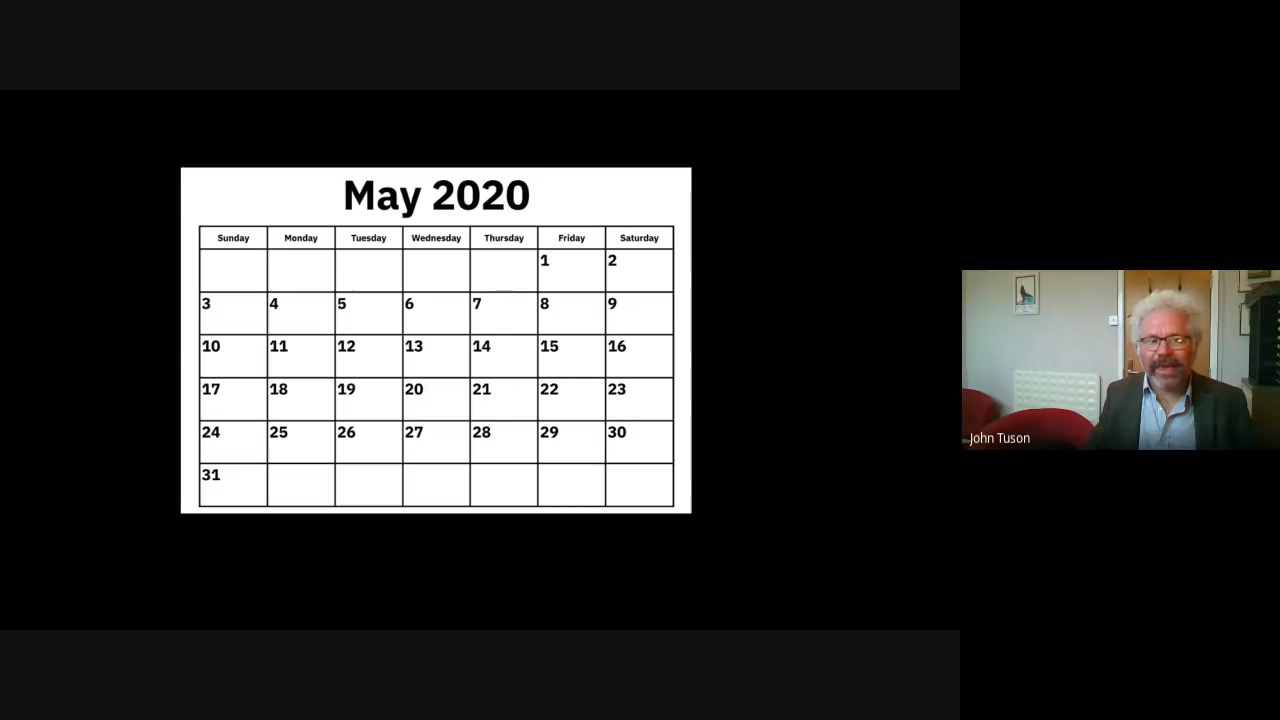 May 2020
Sunday Monday Tuesday Wednesday Thursday Friday Saturday
1 2
3 4 5 6 7 8 9
10 11 12 13 14 15 16
17 18 19 20 21 22 23
24 25 26 27 28 29 30
31
John Tuson